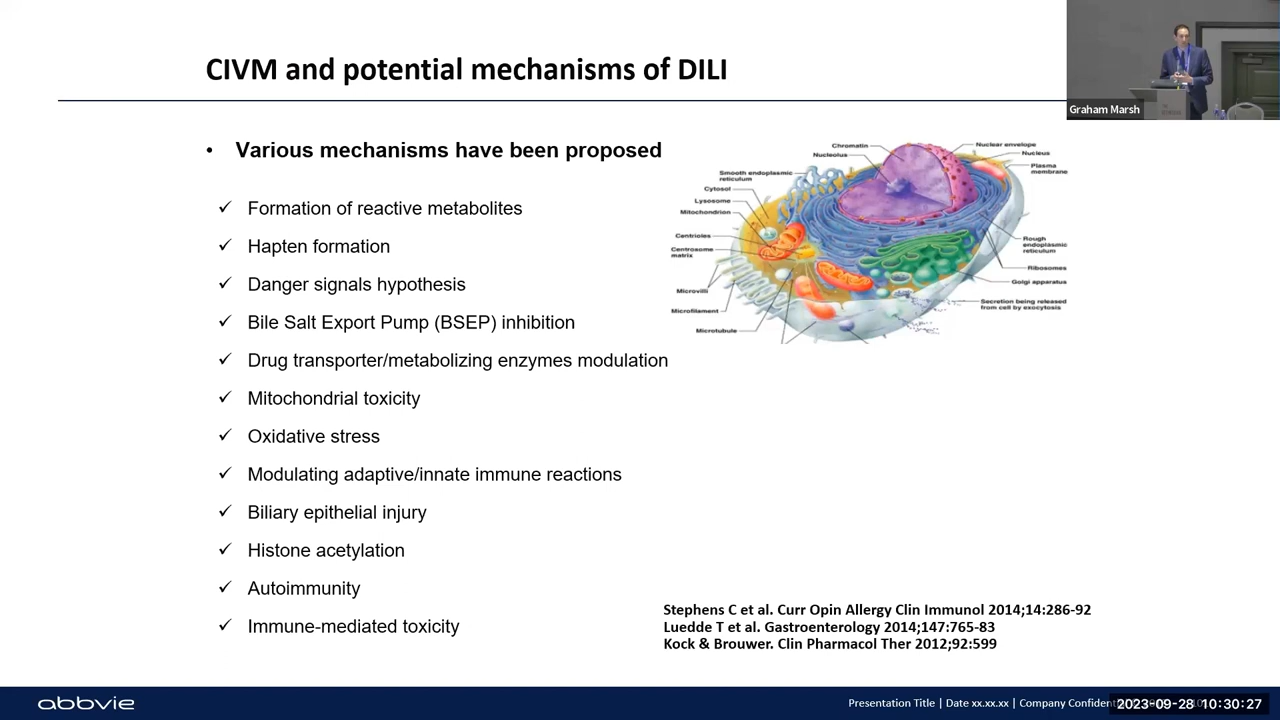 CIVM and potential mechanisms of DILI
Graham Marsh
• Various mechanisms have been proposed
✓ Formation of reactive metabolites
✓ Hapten formation
✓ Danger signals hypothesis
✓ Bile Salt Export Pump (BSEP) inhibition
✓ Drug transporter/metabolizing enzymes modulation
✓ Mitochondrial toxicity
✓ Oxidative stress
✓ Modulating adaptive/innate immune reactions
✓ Biliary epithelial injury
✓ Histone acetylation
✓ Autoimmunity
✓ Immune-mediated toxicity
Chromatin
Nucleolus
Smooth endoplasmic
reticulum
Cytosol
Lysosome
Mitochondrion
Centrioles
Centrosome
matrix
Microvilli
Microfilament
Microtubule
Nuclear envelope
Nucleus
Plasma
membrane
Rough
endoplasmic
reticulum
Ribosomes
Golgi apparatus
Secretion being released
from cell by exocytosis
Stephens C et al. Curr Opin Allergy Clin Immunol 2014;14:286-92
Luedde T et al. Gastroenterology 2014;147:765-83
Kock & Brouwer. Clin Pharmacol Ther 2012;92:599
abbvie
Presentation Title | Date xx.xx.xx | Company
2023-09-28 10:30:27